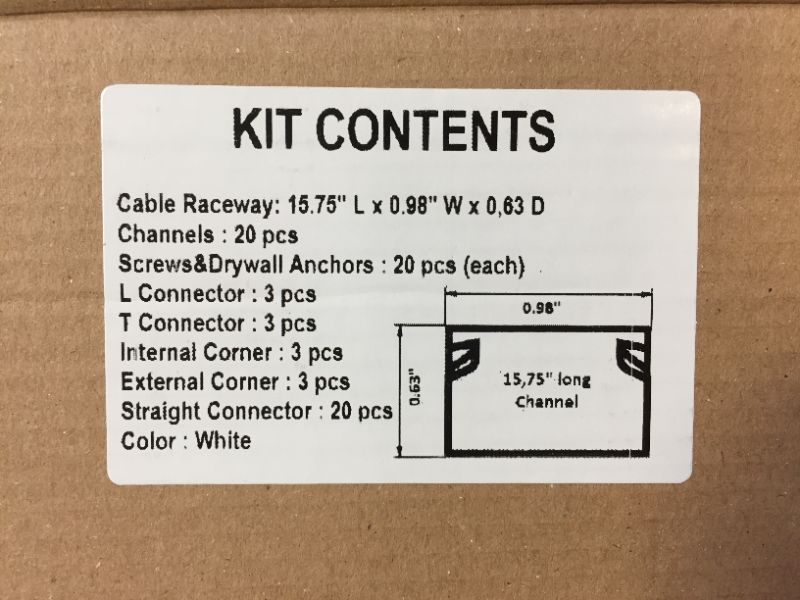 KIT CONTENTS
Cable Raceway: 15.75" L x 0.98" W x 0,63 D
Channels : 20 pcs
Screws&Drywall Anchors : 20 pcs (each)
L Connector : 3 pcs
T Connector : 3 pcs
Internal Corner : 3 pcs
External Corner : 3 pcs
Straight Connector : 20 pcs
Color : White
0.98"
0.63"
15,75" long
Channel